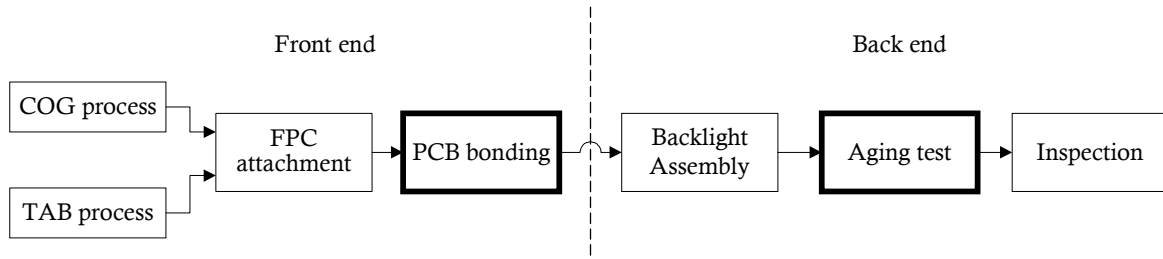 Front end
Back end
COG process
TAB process
FPC
attachment
PCB bonding
Backlight
Assembly
Aging test
Inspection